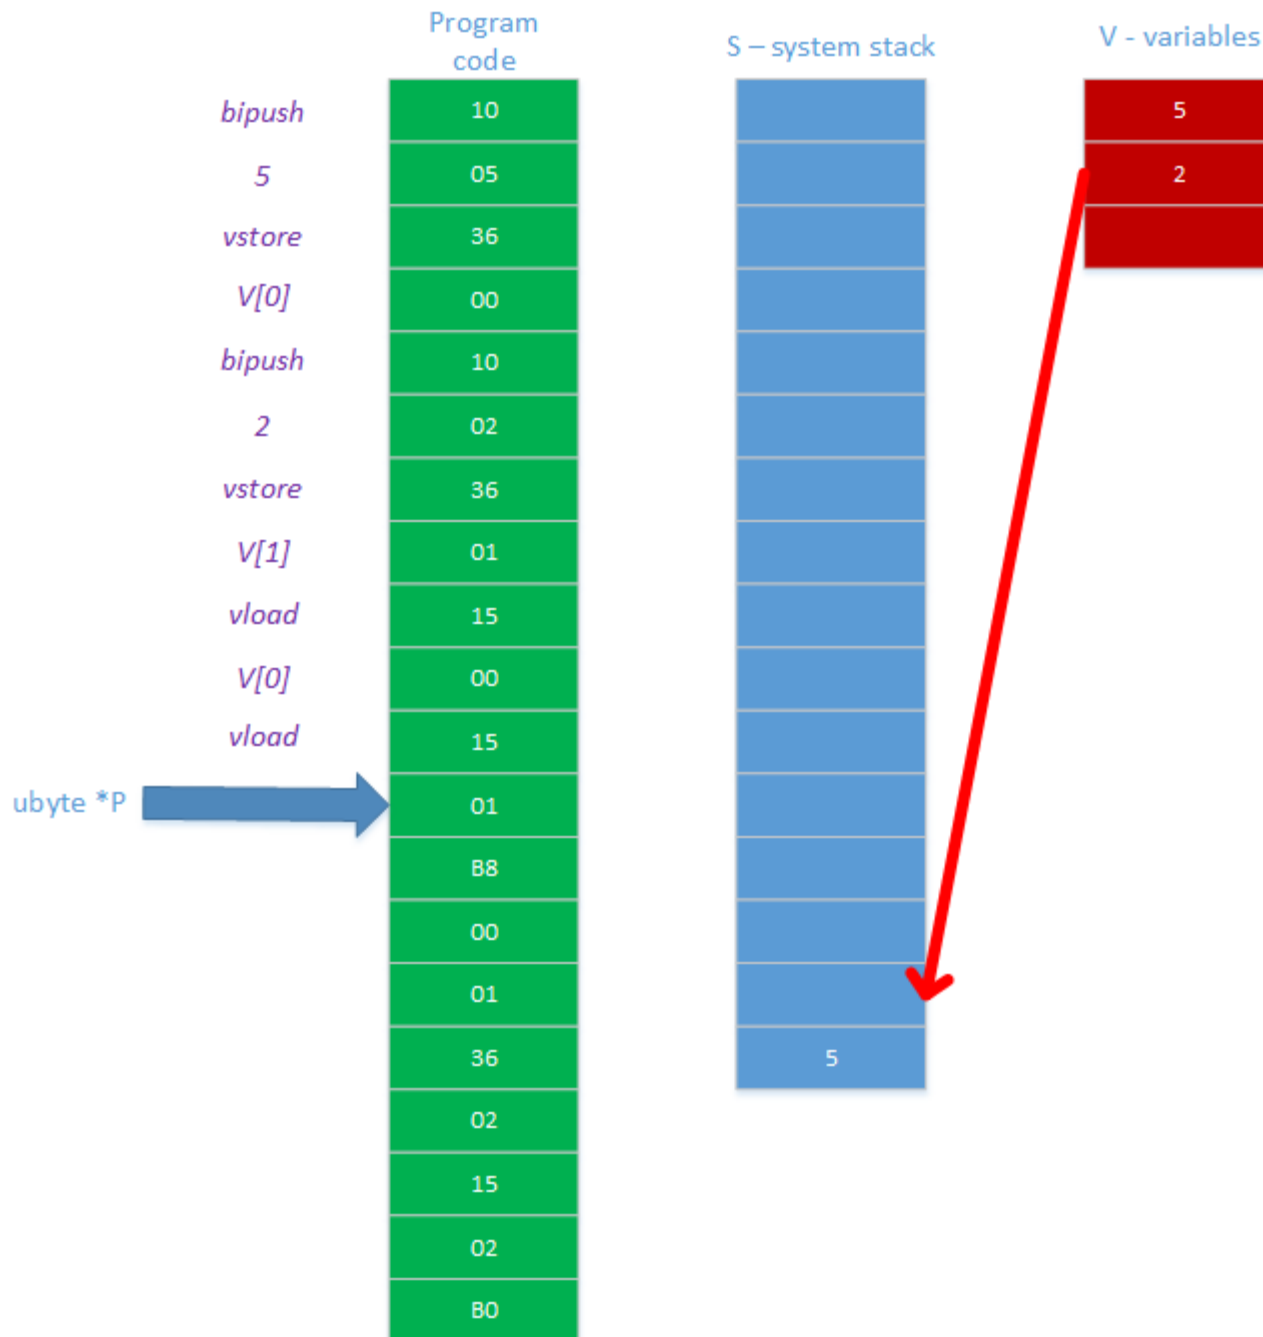 Program
code
S – system stack
V - variables
bipush 10 5
5 05 2
vstore 36
V[0] 00
bipush 10
2 02
vstore 36
V[1] 01
vload 15
V[0] 00
vload 15
ubyte *P 01
B8
00
01
36 5
02
15
02
B0